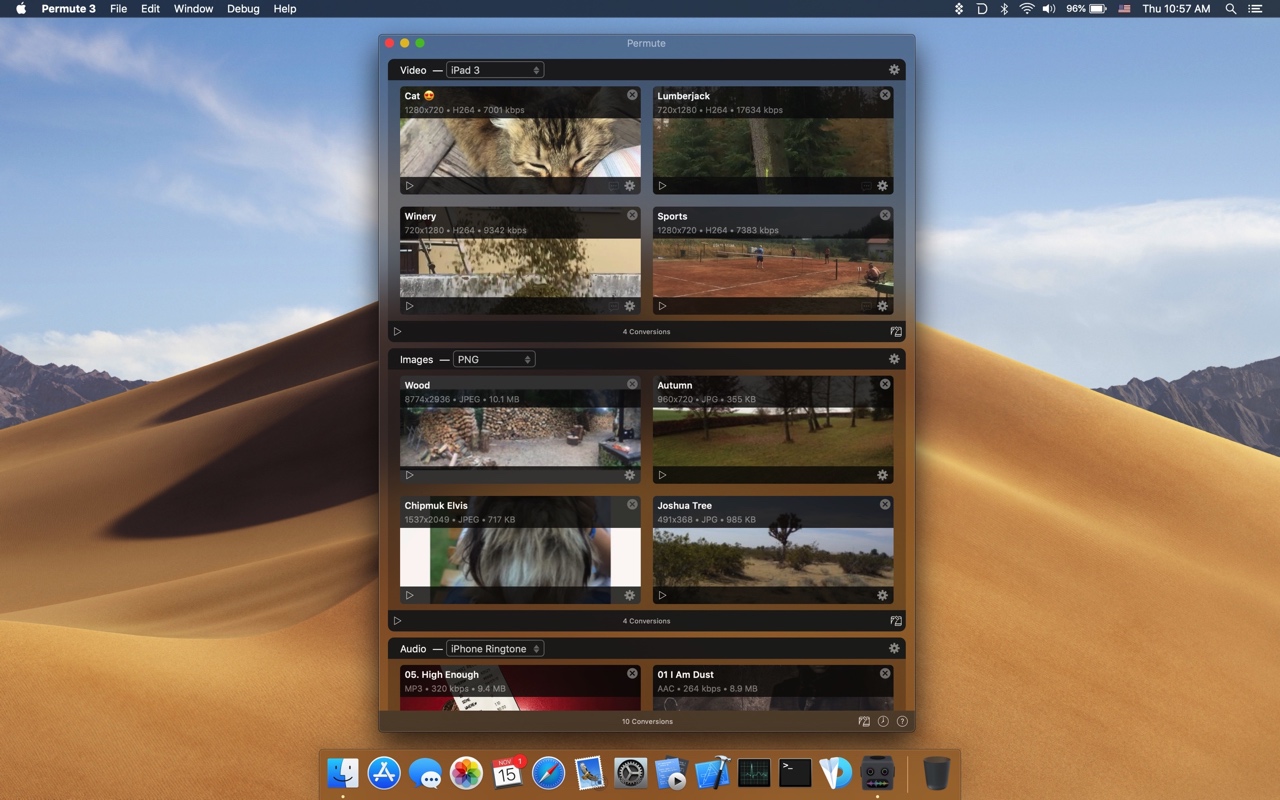 Permute 3 File Edit Window Debug Help 96% Thu 10:57 AM
Permute
Video — iPad 3
Cat 😍
1280x720 • H264 • 7001 kbps
Lumberjack
720x1280 • H264 • 17634 kbps
Winery
720x1280 • H264 • 9342 kbps
Sports
1280x720 • H264 • 7383 kbps
4 Conversions
Images — PNG
Wood
8774x2936 • JPEG • 10.1 MB
Autumn
960x720 • JPG • 365 KB
Chipmuk Elvis
1537x2049 • JPEG • 717 KB
Joshua Tree
491x368 • JPG • 985 KB
4 Conversions
Audio — iPhone Ringtone
05. High Enough
MP3 • 320 kbps • 9.4 MB
01 I Am Dust
AAC • 264 kbps • 8.9 MB
10 Conversions
NOV
15
1
>_